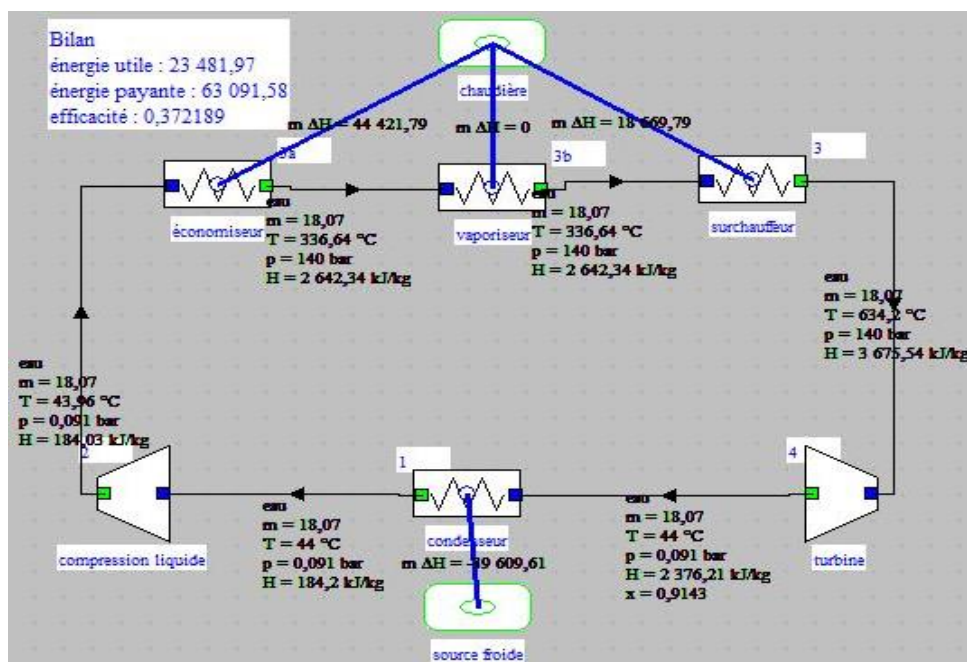 Bilan
énergie utile : 23 481,97
énergie payante : 63 091,58
efficacité : 0,372189
chaudière
m ΔH = 44 421,79
m ΔH = 0
m ΔH = 18 669,79
3a
3b
3
économiseur
vaporiseur
surchauffeur
eau
m = 18,07
T = 336,64 °C
p = 140 bar
H = 2 642,34 kJ/kg
eau
m = 18,07
T = 336,64 °C
p = 140 bar
H = 2 642,34 kJ/kg
eau
m = 18,07
T = 634,2 °C
p = 140 bar
H = 3 675,54 kJ/kg
eau
m = 18,07
T = 43,96 °C
p = 0,091 bar
H = 184,03 kJ/kg
2
1
4
compression liquide
condenseur
turbine
eau
m = 18,07
T = 44 °C
p = 0,091 bar
H = 184,2 kJ/kg
m ΔH = -39 609,61
eau
m = 18,07
T = 44 °C
p = 0,091 bar
H = 2 376,21 kJ/kg
x = 0,9143
source froide